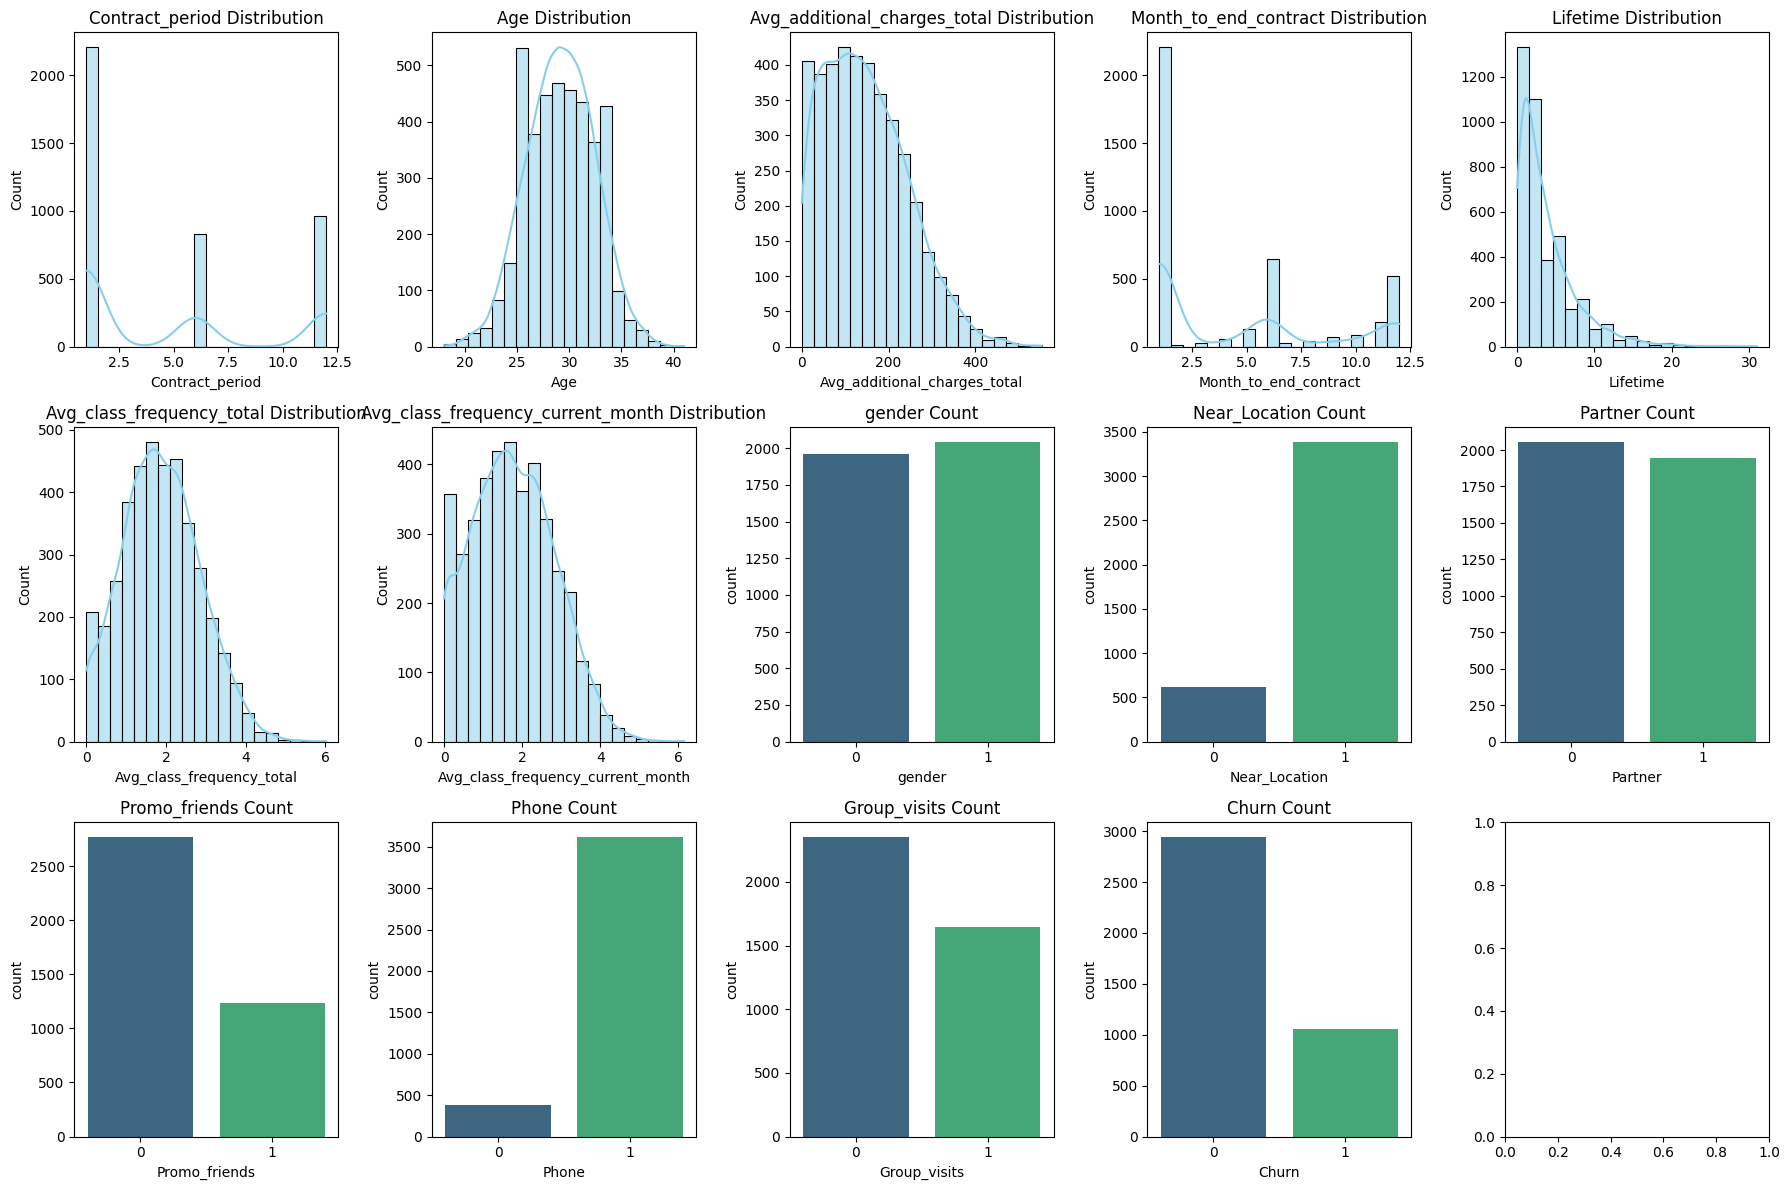 Contract_period Distribution
Count
2000
1500
1000
500
0
2.5 5.0 7.5 10.0 12.5
Contract_period
Age Distribution
Count
500
400
300
200
100
0
20 25 30 35 40
Age
Avg_additional_charges_total Distribution
Count
400
350
300
250
200
150
100
50
0
0 200 400
Avg_additional_charges_total
Month_to_end_contract Distribution
Count
2000
1500
1000
500
0
2.5 5.0 7.5 10.0 12.5
Month_to_end_contract
Lifetime Distribution
Count
1200
1000
800
600
400
200
0
0 10 20 30
Lifetime
Avg_class_frequency_total Distribution
Count
500
400
300
200
100
0
0 2 4 6
Avg_class_frequency_total
Avg_class_frequency_current_month Distribution
Count
400
300
200
100
0
0 2 4 6
Avg_class_frequency_current_month
gender Count
count
2000
1750
1500
1250
1000
750
500
250
0
0 1
gender
Near_Location Count
count
3500
3000
2500
2000
1500
1000
500
0
0 1
Near_Location
Partner Count
count
2000
1750
1500
1250
1000
750
500
250
0
0 1
Partner
Promo_friends Count
count
2500
2000
1500
1000
500
0
0 1
Promo_friends
Phone Count
count
3500
3000
2500
2000
1500
1000
500
0
0 1
Phone
Group_visits Count
count
2000
1500
1000
500
0
0 1
Group_visits
Churn Count
count
3000
2500
2000
1500
1000
500
0
0 1
Churn
1.0
0.8
0.6
0.4
0.2
0.0
0.0 0.2 0.4 0.6 0.8 1.0